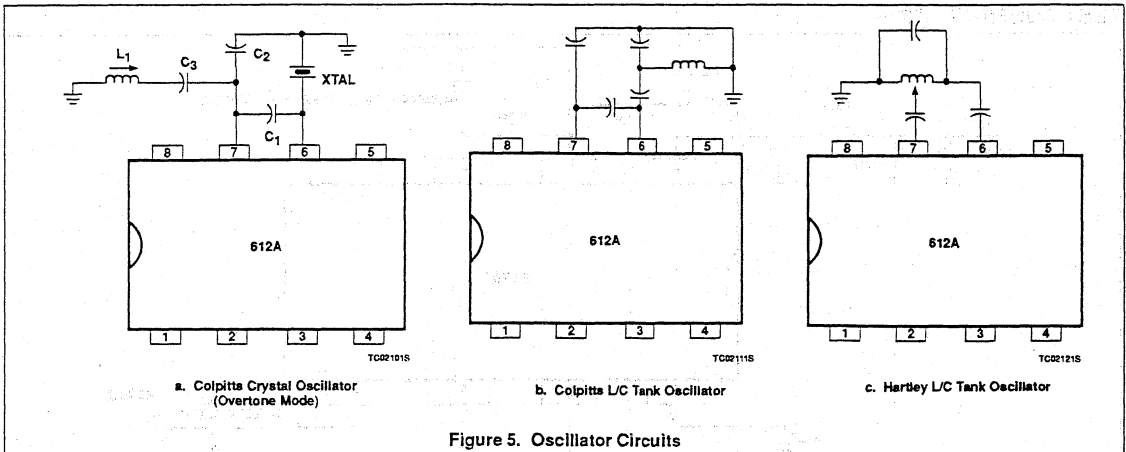 L1
C3
C2
XTAL
C1
8 7 6 5
612A
1 2 3 4
TC02101S
a. Colpitts Crystal Oscillator
(Overtone Mode)
8 7 6 5
612A
1 2 3 4
TC02111S
b. Colpitts L/C Tank Oscillator
8 7 6 5
612A
1 2 3 4
TC02121S
c. Hartley L/C Tank Oscillator
Figure 5. Oscillator Circuits